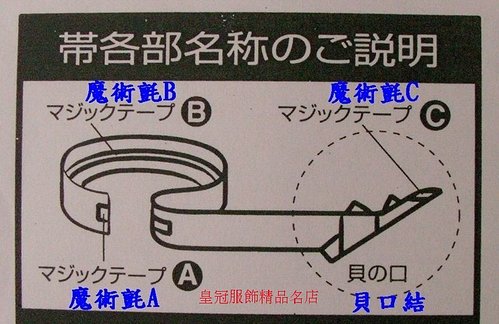 帯各部名称のご説明
魔術氈B
マジックテープ B
魔術氈C
マジックテープ C
マジックテープ A
魔術氈A
貝の口
貝口結
皇冠服飾精品名店